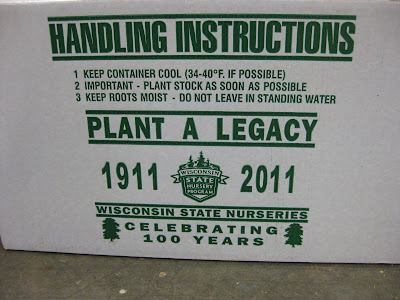 HANDLING INSTRUCTIONS
1 KEEP CONTAINER COOL (34-40°F. IF POSSIBLE)
2 IMPORTANT - PLANT STOCK AS SOON AS POSSIBLE
3 KEEP ROOTS MOIST - DO NOT LEAVE IN STANDING WATER
PLANT A LEGACY
1911
WISCONSIN
STATE
NURSERY
PROGRAM
2011
WISCONSIN STATE NURSERIES
CELEBRATING
100 YEARS